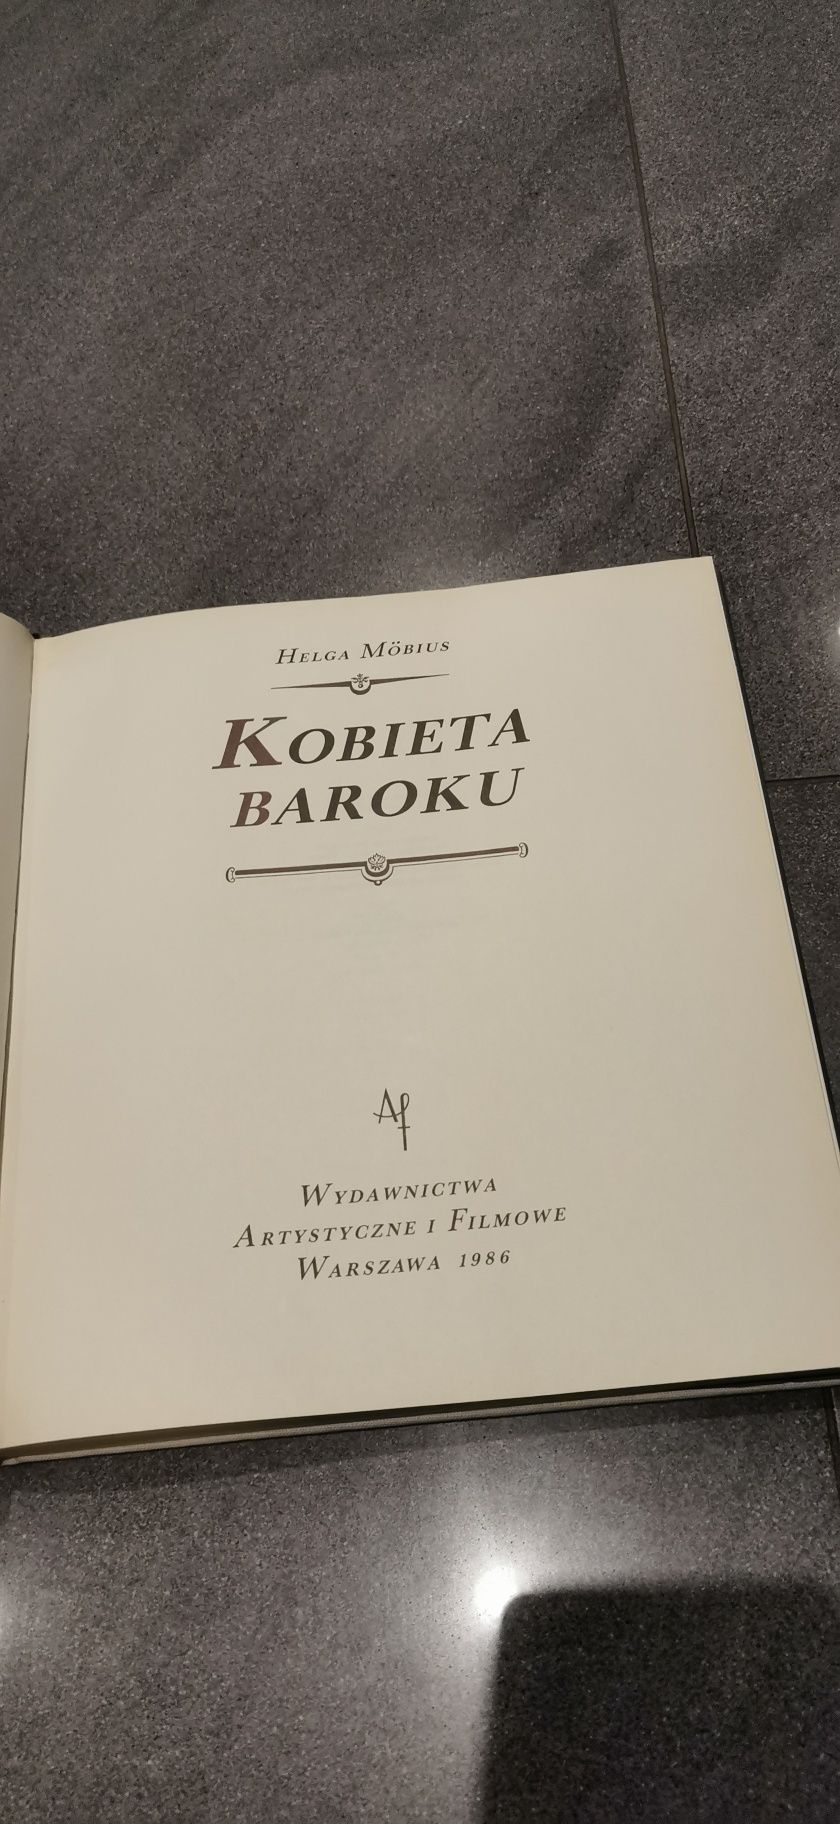 Helga Möbius
Kobieta
baroku
Af
Wydawnictwa
Artystyczne i Filmowe
Warszawa 1986